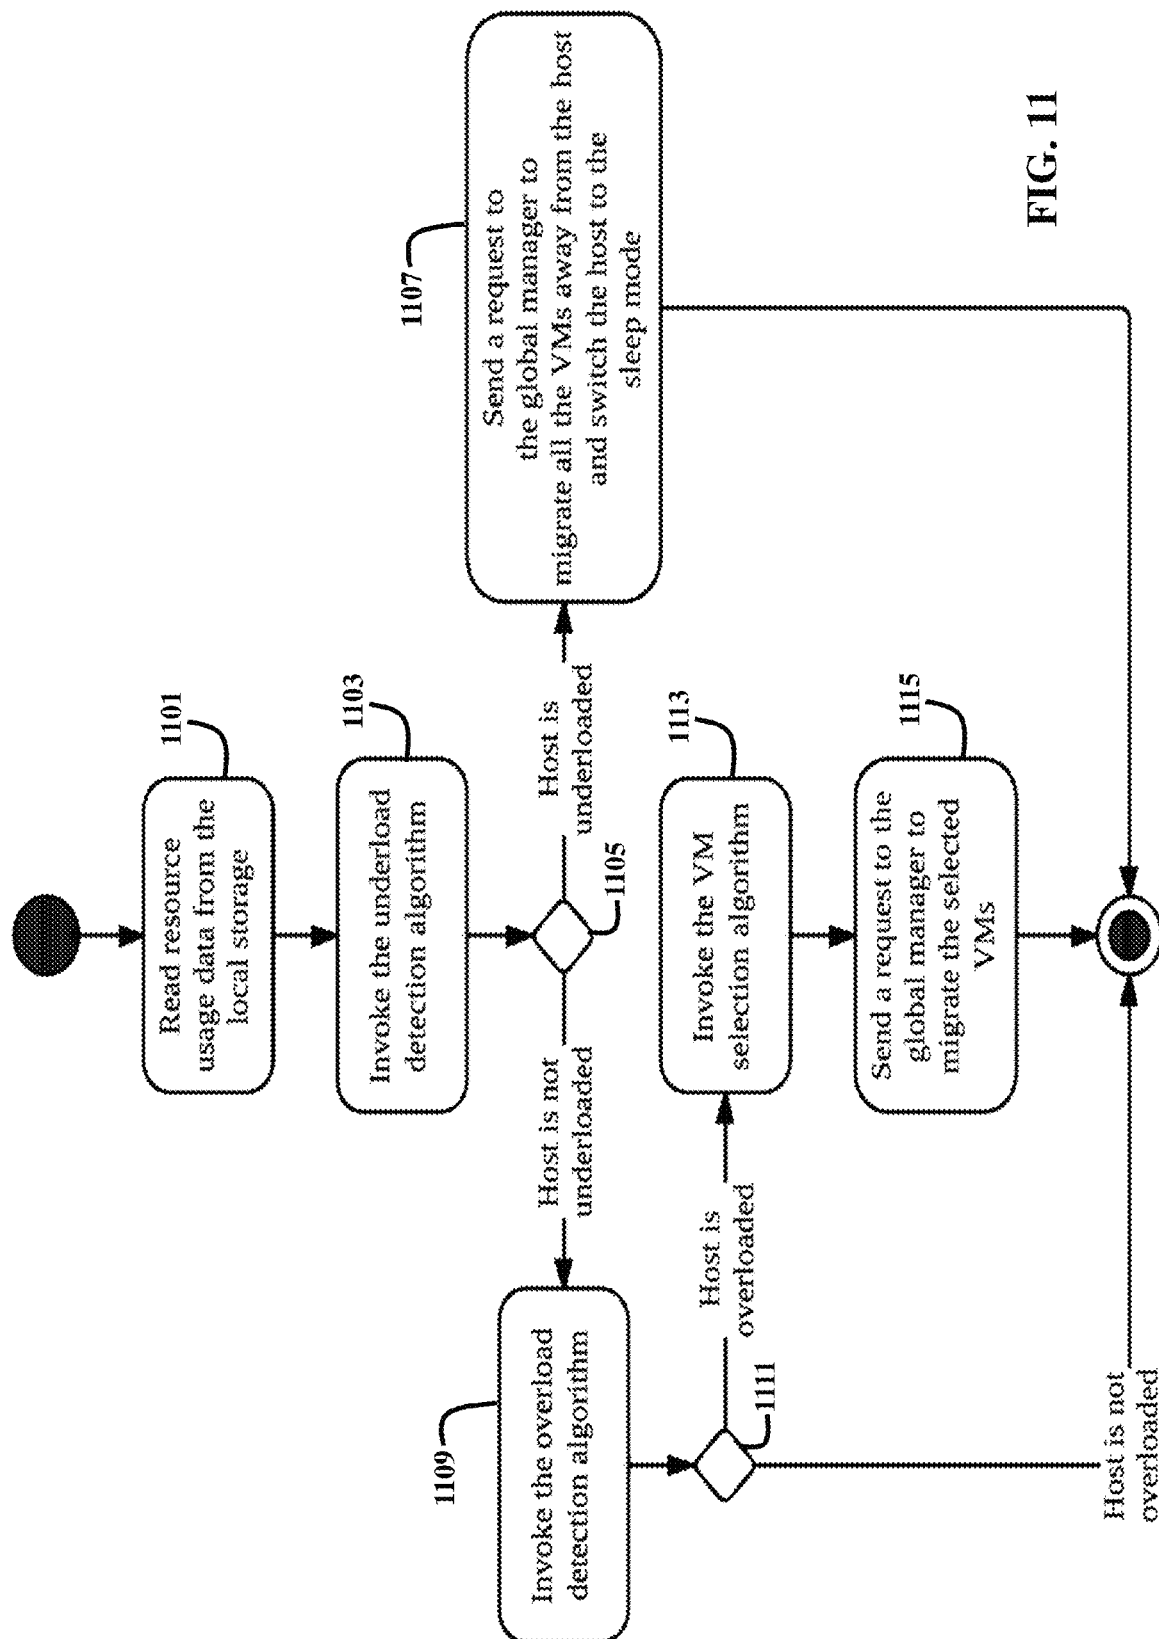 Read resource
usage data from the
local storage
1101
Invoke the underload
detection algorithm
1103
Host is not
underloaded
1105
Host is
underloaded
Send a request to
the global manager to
migrate all the VMs away from the host
and switch the host to the
sleep mode
1107
Invoke the overload
detection algorithm
1109
1111
Host is
overloaded
Invoke the VM
selection algorithm
1113
Send a request to the
global manager to
migrate the selected
VMs
1115
Host is not
overloaded
FIG. 11